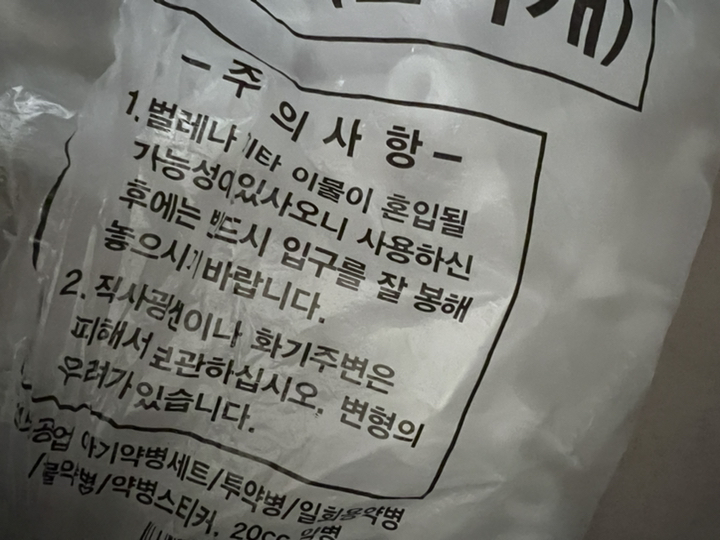 개)
- 주 의 사 항 -
1. 벌레나 기타 이물이 혼입될
가능성이 있사오니 사용하신
후에는 반드시 입구를 잘 봉해
놓으시기 바랍니다.
2. 직사광선이나 화기주변은
피해서 보관하십시오. 변형의
우려가 있습니다.
공업 아기약병세트/투약병/일회용약병
/물약병/약병스티커, 20cc 약병